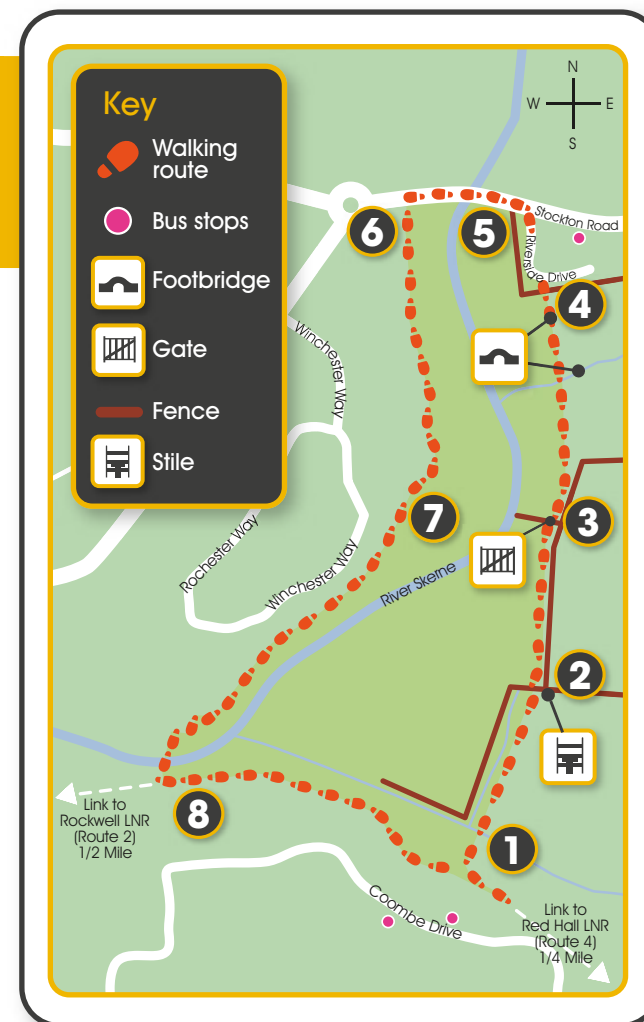 Key
Walking
route
Bus stops
Footbridge
Gate
Fence
Stile
N
W
E
S
6
5
Stockton Road
Riverside Drive
4
Winchester Way
7
3
Rochester Way
Winchester Way
River Skerne
2
8
Link to
Rockwell LNR
(Route 2)
1/2 Mile
1
Coombe Drive
Link to
Red Hall LNR
(Route 4)
1/4 Mile